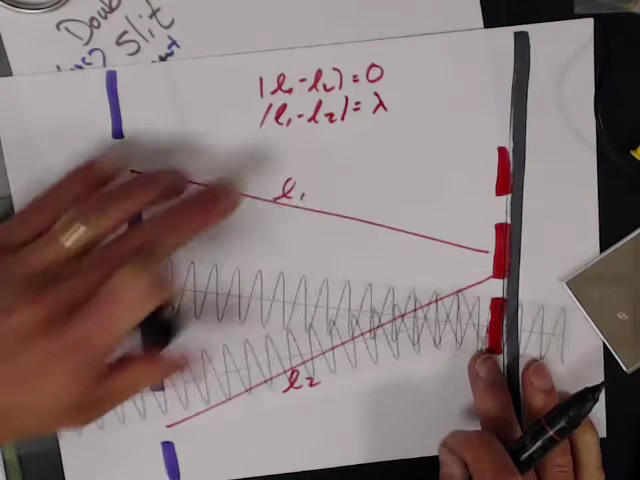 Doub
Slit
|l₁-l₂|=0
|l₁-l₂|=λ
l₁
l₂